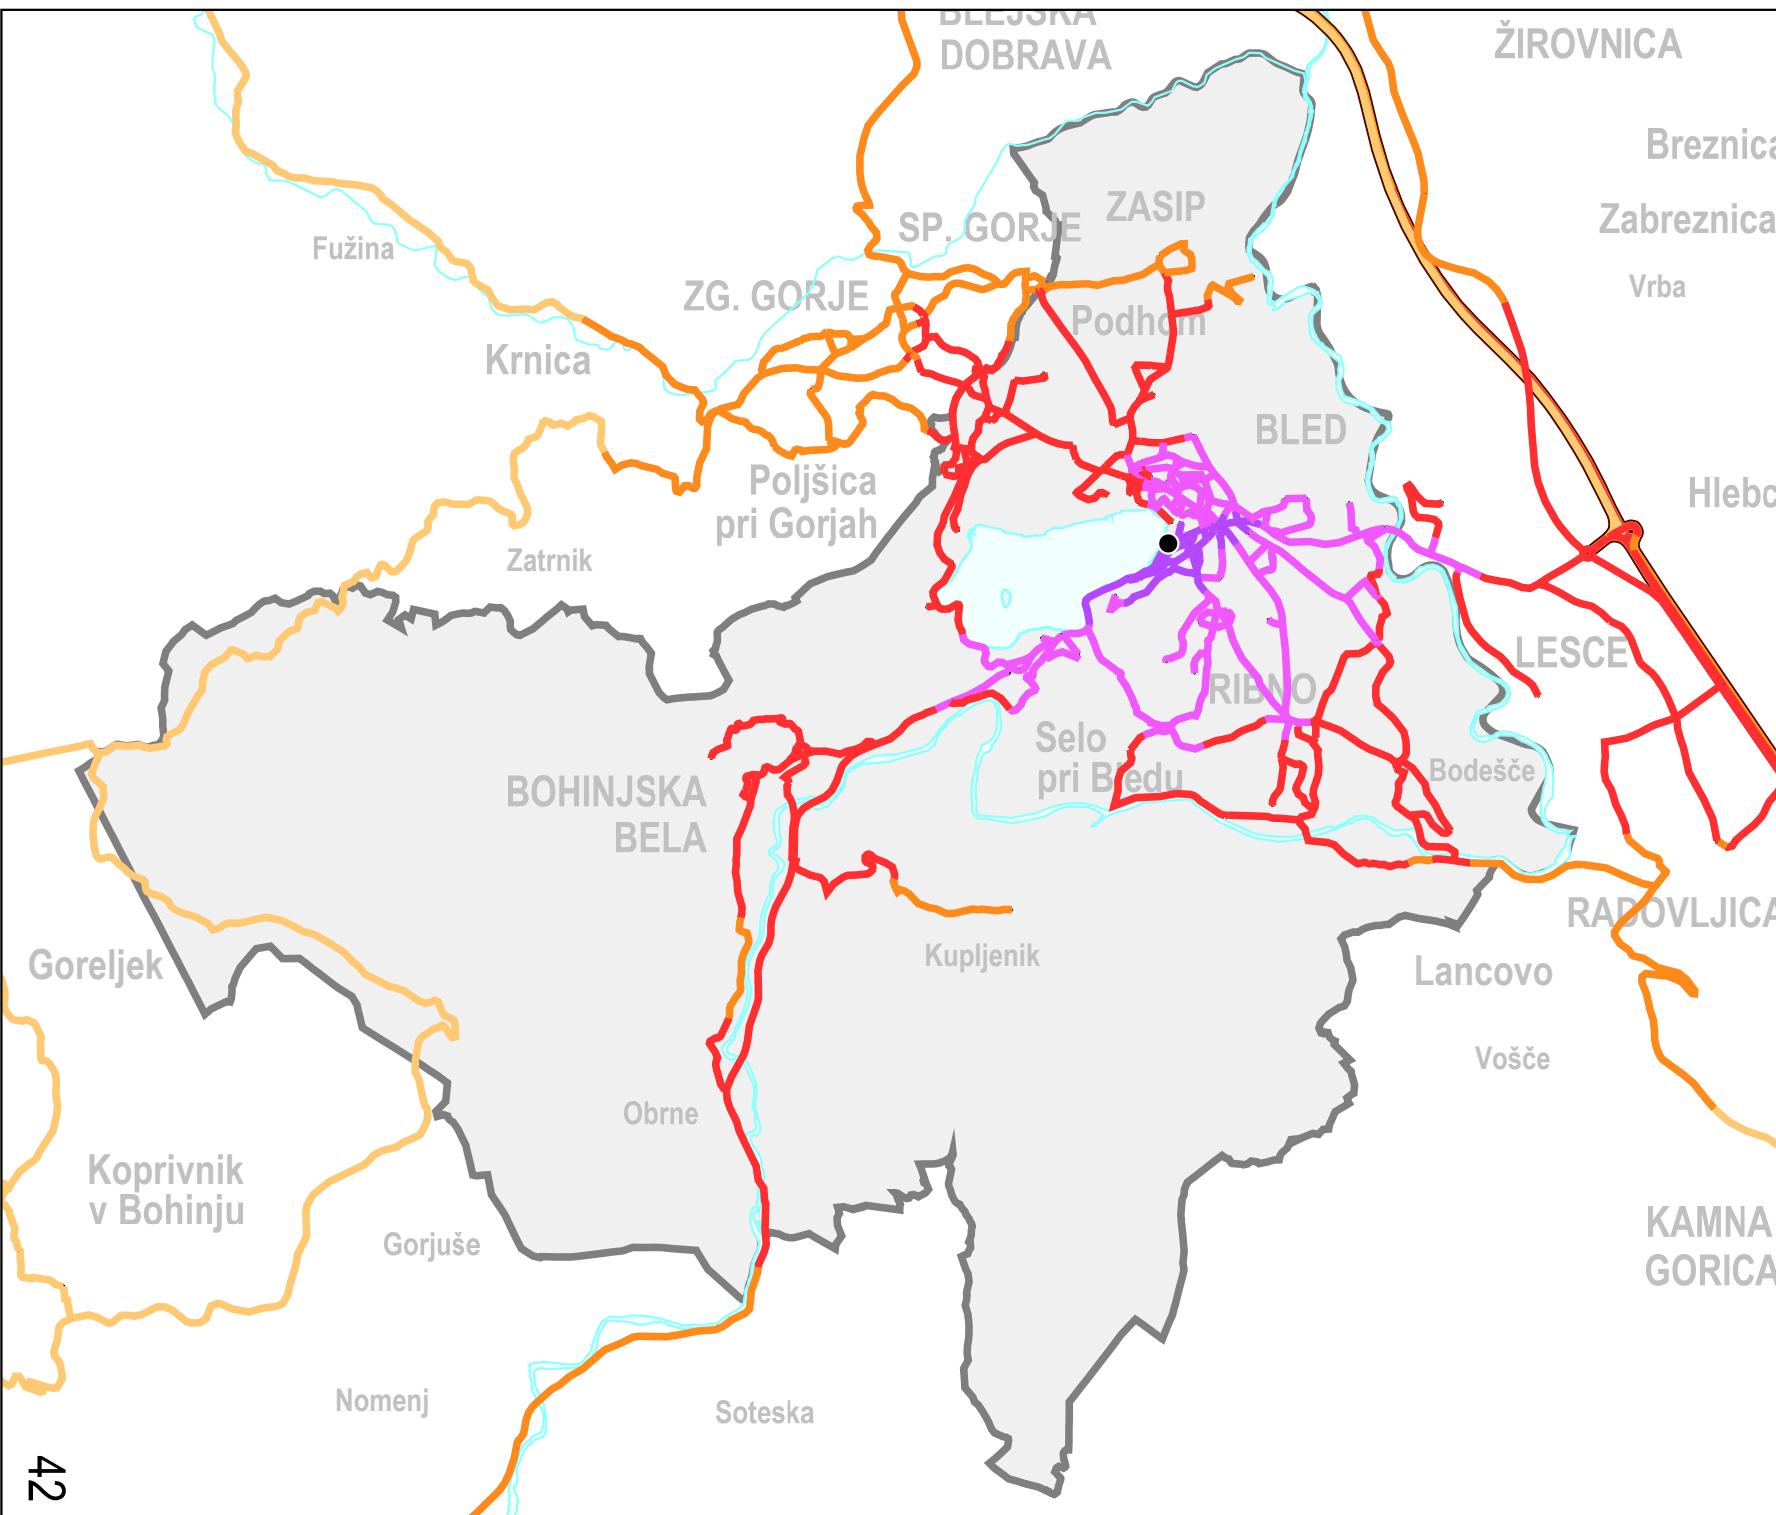 BLEJSKA
DOBRAVA
ŽIROVNICA
Breznica
ZASIP
Zabreznica
SP. GORJE
Fužina
Vrba
ZG. GORJE
Podhom
Krnica
BLED
Poljšica
pri Gorjah
Hlebc
Zatrnik
LESCE
RIBNO
Selo
pri Bledu
Bodešče
BOHINJSKA
BELA
RADOVLJICA
Kupljenik
Goreljek
Lancovo
Vošče
Obrne
Koprivnik
v Bohinju
KAMNA
GORICA
Gorjuše
Nomenj
Soteska
42